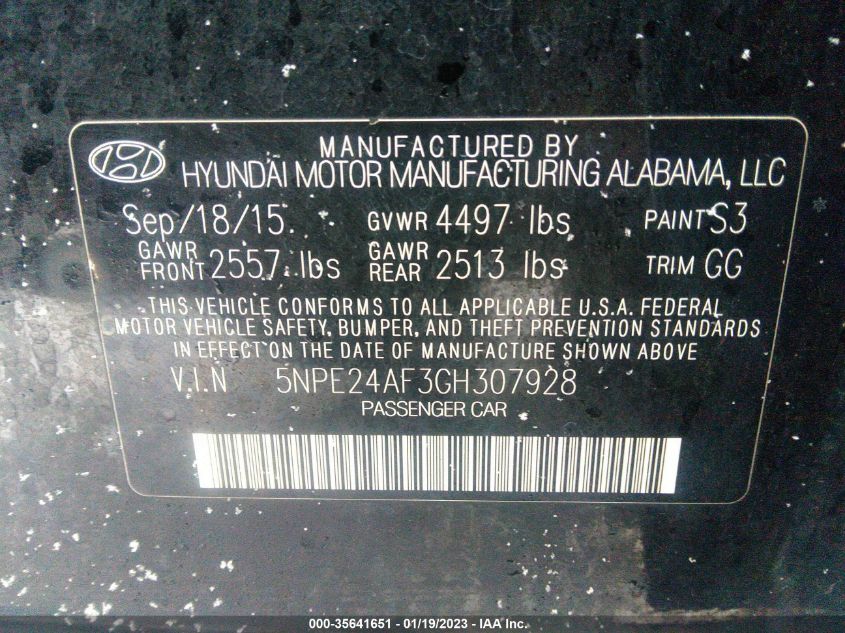 MANUFACTURED BY
HYUNDAI MOTOR MANUFACTURING ALABAMA, LLC
Sep/18/15. GVWR 4497 lbs PAINT S3
GAWR FRONT 2557 lbs GAWR REAR 2513 lbs TRIM GG
THIS VEHICLE CONFORMS TO ALL APPLICABLE U.S.A. FEDERAL
MOTOR VEHICLE SAFETY, BUMPER, AND THEFT PREVENTION STANDARDS
IN EFFECT ON THE DATE OF MANUFACTURE SHOWN ABOVE
V.I.N 5NPE24AF3GH307928
PASSENGER CAR
000-35641651 - 01/19/2023 - IAA Inc.